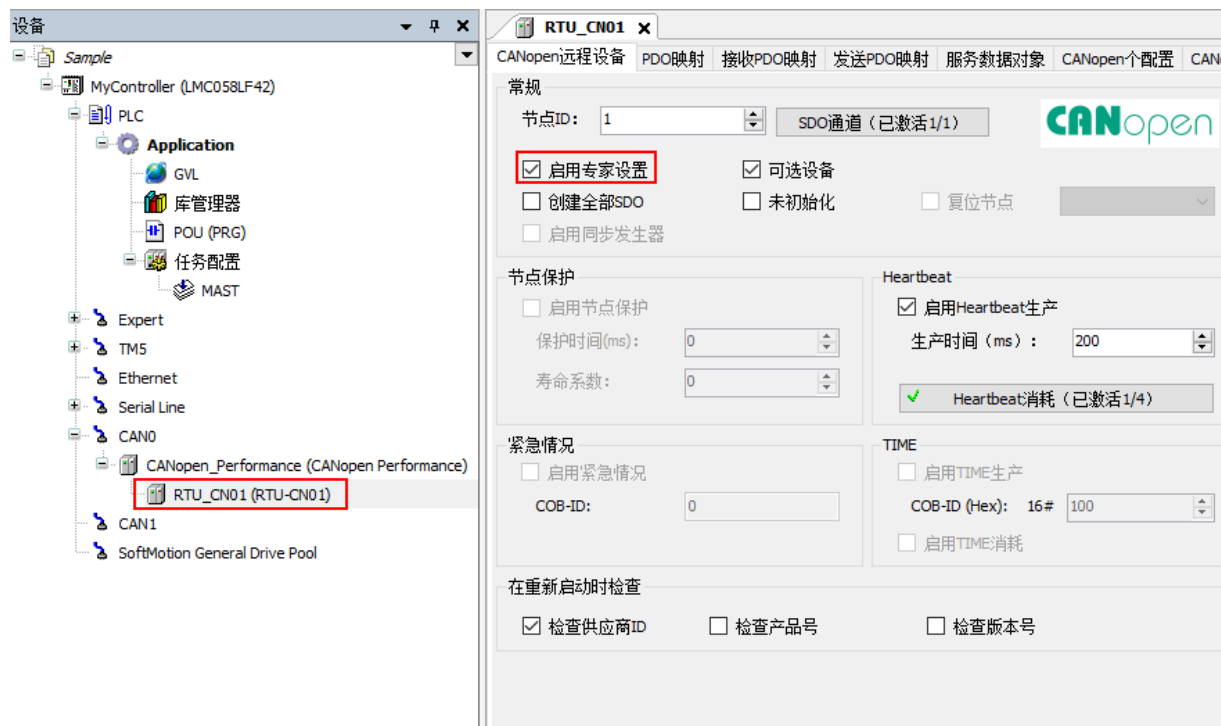 设备
Sample
MyController (LMC058LF42)
PLC
Application
GVL
库管理器
POU (PRG)
任务配置
MAST
Expert
TM5
Ethernet
Serial Line
CAN0
CANopen_Performance (CANopen Performance)
RTU_CN01 (RTU-CN01)
CAN1
SoftMotion General Drive Pool
RTU_CN01
CANopen远程设备 PDO映射 接收PDO映射 发送PDO映射 服务数据对象 CANopen个配置 CAN
常规
节点ID: 1 SDO通道（已激活1/1）
CANopen
启用专家设置 可选设备
创建全部SDO 未初始化 复位节点
启用同步发生器
节点保护
启用节点保护
保护时间(ms): 0
寿命系数: 0
Heartbeat
启用Heartbeat生产
生产时间（ms）: 200
Heartbeat消耗（已激活1/4）
紧急情况
启用紧急情况
COB-ID: 0
TIME
启用TIME生产
COB-ID (Hex): 16# 100
启用TIME消耗
在重新启动时检查
检查供应商ID 检查产品号 检查版本号